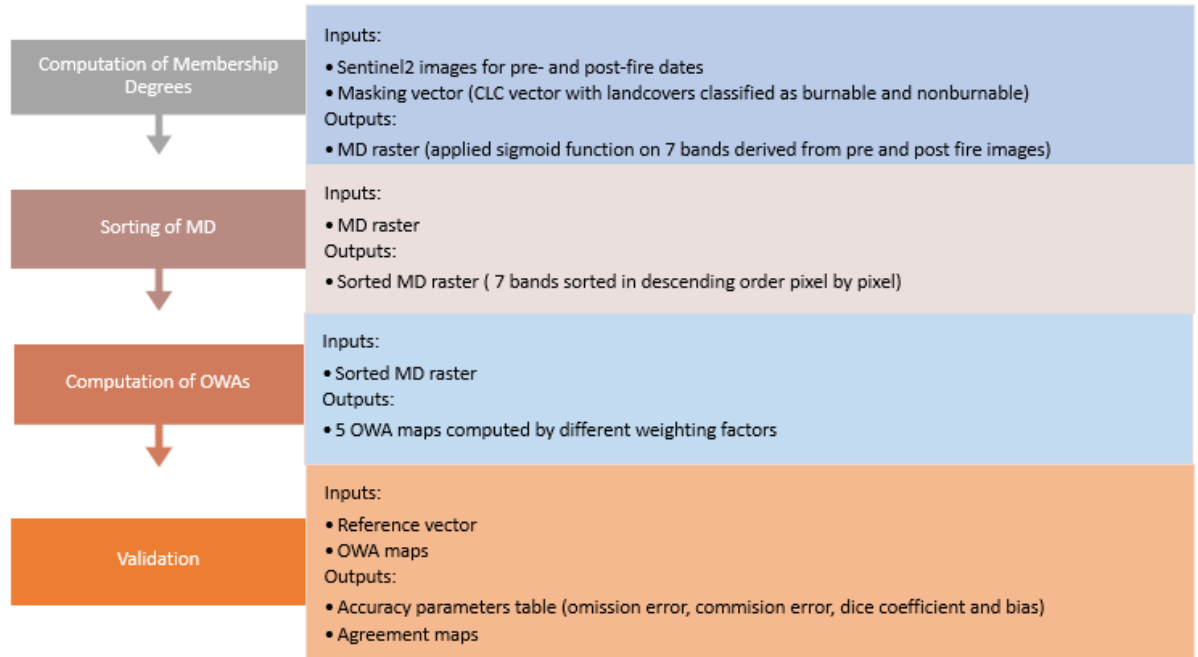 Computation of Membership
Degrees
Inputs:
• Sentinel2 images for pre- and post-fire dates
• Masking vector (CLC vector with landcovers classified as burnable and nonburnable)
Outputs:
• MD raster (applied sigmoid function on 7 bands derived from pre and post fire images)
Sorting of MD
Inputs:
• MD raster
Outputs:
• Sorted MD raster ( 7 bands sorted in descending order pixel by pixel)
Computation of OWAs
Inputs:
• Sorted MD raster
Outputs:
• 5 OWA maps computed by different weighting factors
Validation
Inputs:
• Reference vector
• OWA maps
Outputs:
• Accuracy parameters table (omission error, commision error, dice coefficient and bias)
• Agreement maps